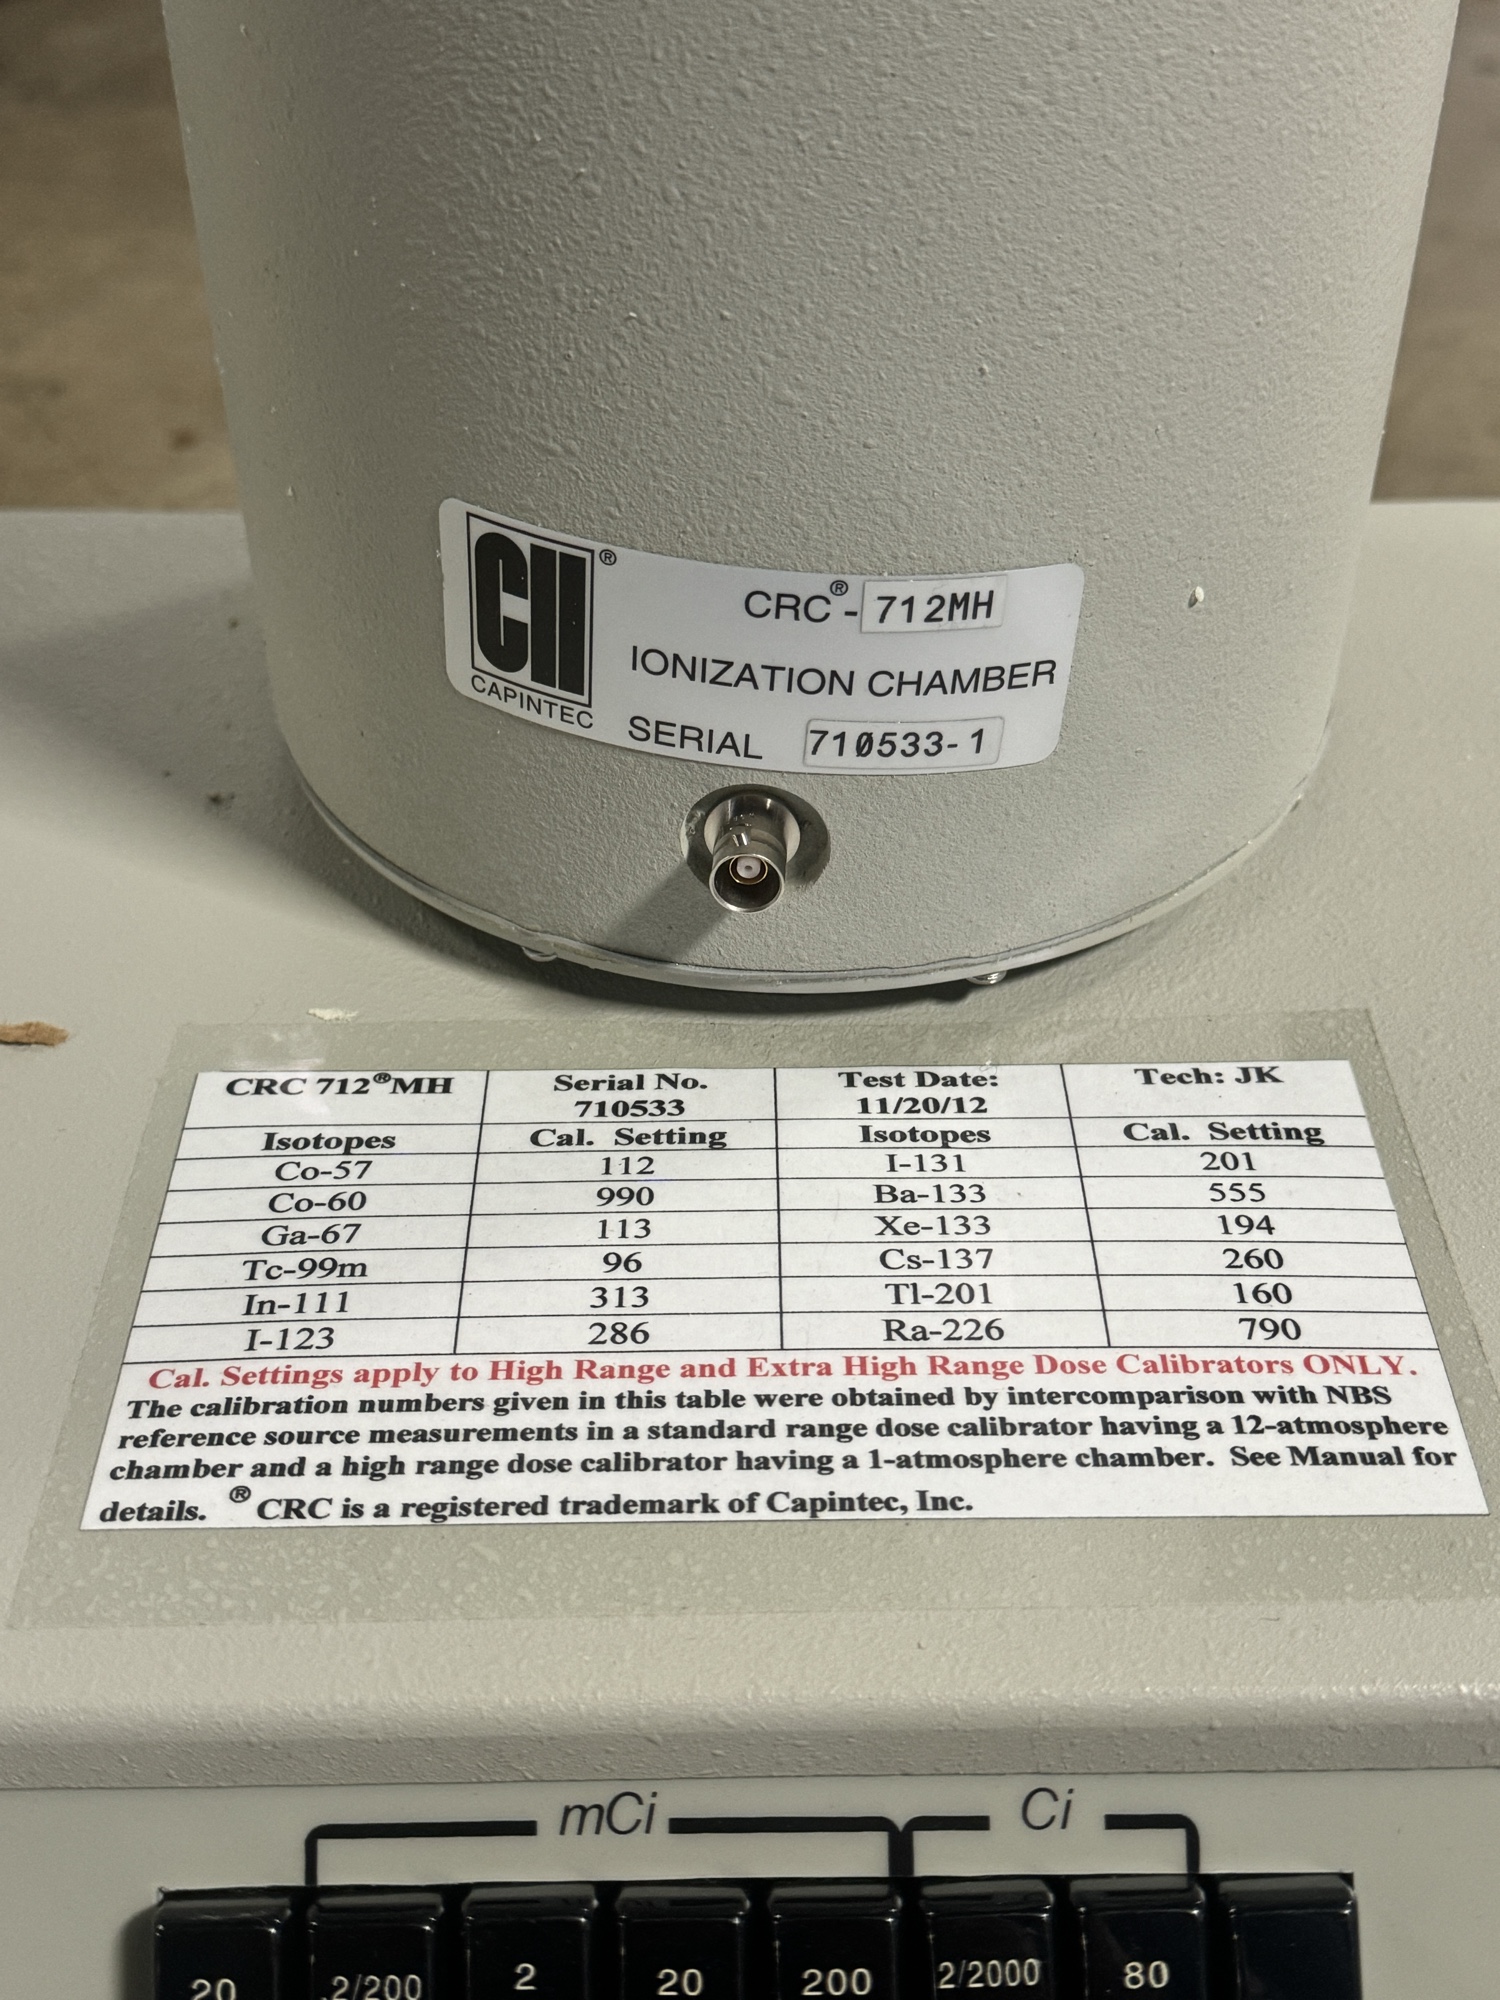 CII®
CAPINTEC
CRC®-712MH
IONIZATION CHAMBER
SERIAL 710533-1
CRC 712®MH Serial No. 710533 Test Date: 11/20/12 Tech: JK
Isotopes Cal. Setting Isotopes Cal. Setting
Co-57 112 I-131 201
Co-60 990 Ba-133 555
Ga-67 113 Xe-133 194
Tc-99m 96 Cs-137 260
In-111 313 Tl-201 160
I-123 286 Ra-226 790
Cal. Settings apply to High Range and Extra High Range Dose Calibrators ONLY.
The calibration numbers given in this table were obtained by intercomparison with NBS
reference source measurements in a standard range dose calibrator having a 12-atmosphere
chamber and a high range dose calibrator having a 1-atmosphere chamber. See Manual for
details. ® CRC is a registered trademark of Capintec, Inc.
mCi Ci
20 .2/200 2 20 200 2/2000 80